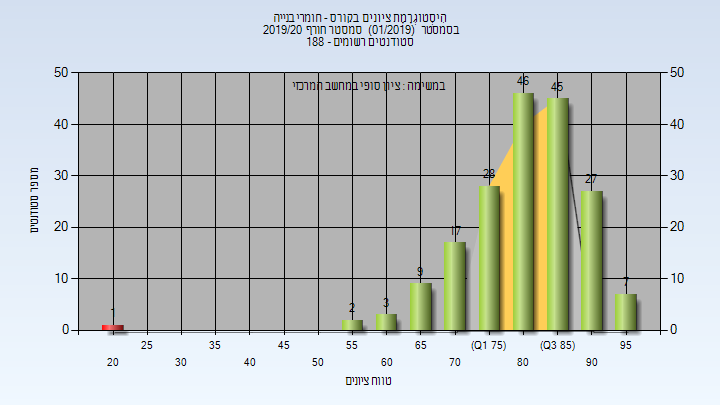 היסטוגרמת ציונים בקורס - חומרי בנייה
בסמסטר (01/2019) סמסטר חורף 2019/20
סטודנטים רשומים - 188
במשימה : ציון סופי במחשב המרכזי
50 50
40 40
30 30
20 20
10 10
0 0
מספר סטודנטים
1 2 3 9 17 28 46 45 27 7
25 35 45 55 65 (Q1 75) (Q3 85) 95
20 30 40 50 60 70 80 90
טווח ציונים